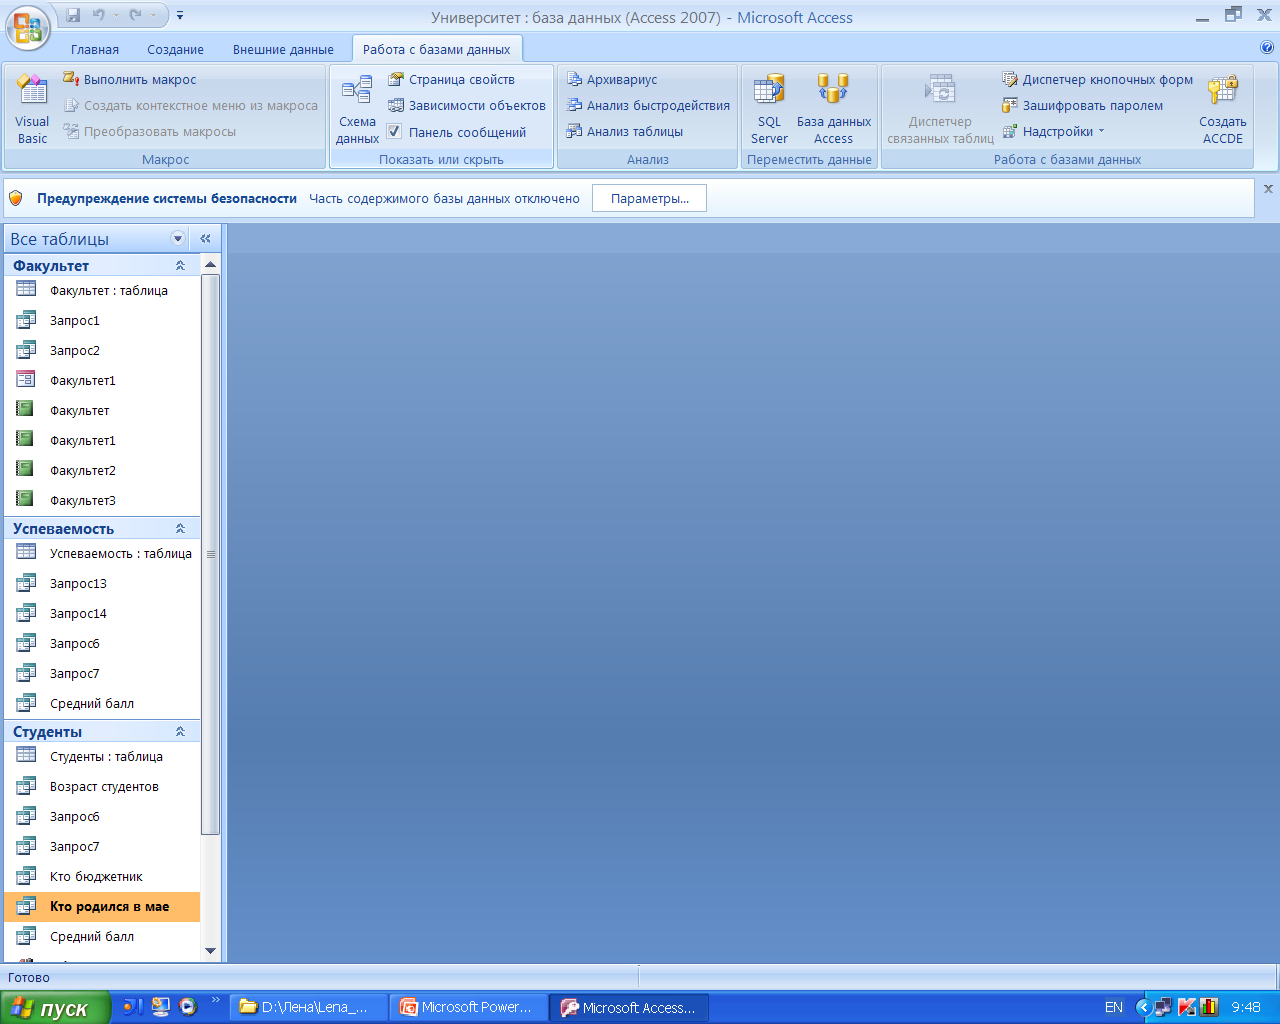 Университет : база данных (Access 2007) - Microsoft Access
Главная Создание Внешние данные Работа с базами данных
Visual Basic
Выполнить макрос
Создать контекстное меню из макроса
Преобразовать макросы
Макрос
Схема данных
Страница свойств
Зависимости объектов
Панель сообщений
Показать или скрыть
Архивариус
Анализ быстродействия
Анализ таблицы
Анализ
SQL Server
База данных Access
Переместить данные
Диспетчер связанных таблиц
Диспетчер кнопочных форм
Зашифровать паролем
Надстройки
Создать ACCDE
Работа с базами данных
Предупреждение системы безопасности Часть содержимого базы данных отключено Параметры...
Все таблицы
Факультет
Факультет : таблица
Запрос1
Запрос2
Факультет1
Факультет
Факультет1
Факультет2
Факультет3
Успеваемость
Успеваемость : таблица
Запрос13
Запрос14
Запрос6
Запрос7
Средний балл
Студенты
Студенты : таблица
Возраст студентов
Запрос6
Запрос7
Кто бюджетник
Кто родился в мае
Средний балл
Готово
пуск D:\Лена\Lena_... Microsoft Power... Microsoft Access... EN 9:48